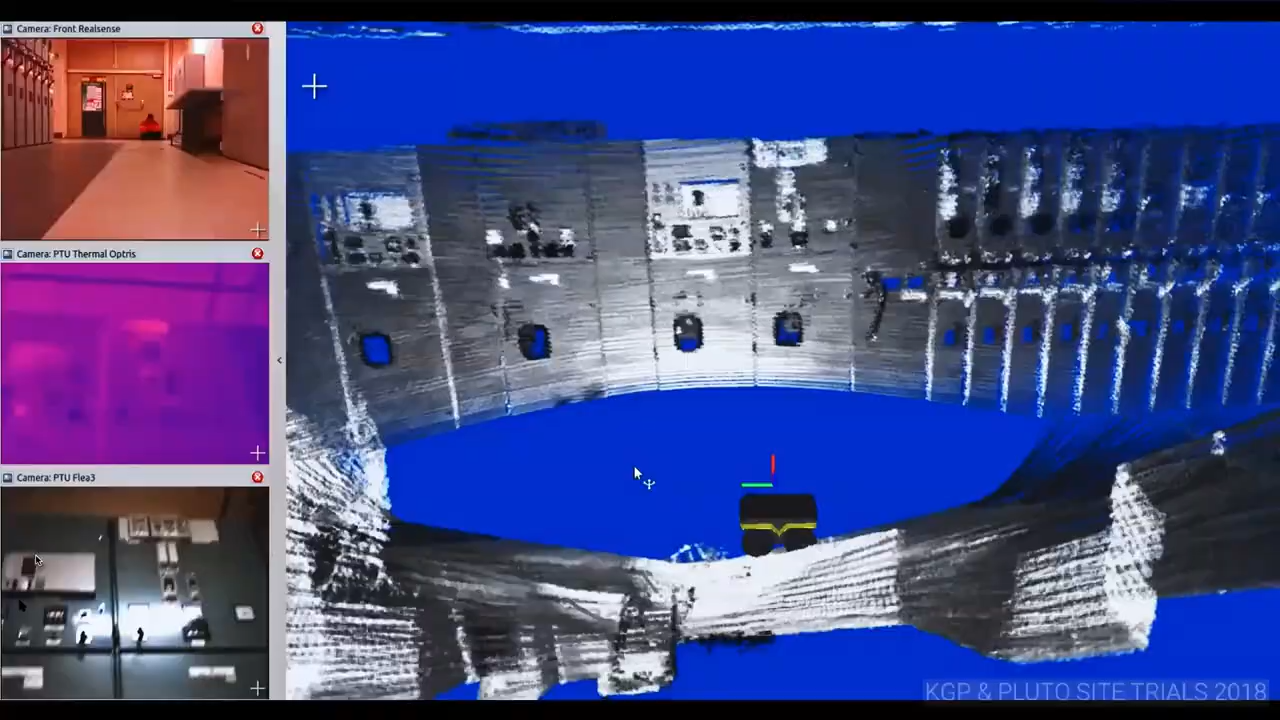 Camera: Front Realsense
Camera: PTU Thermal Optris
Camera: PTU Flea3
KGP & PLUTO SITE TRIALS 2018